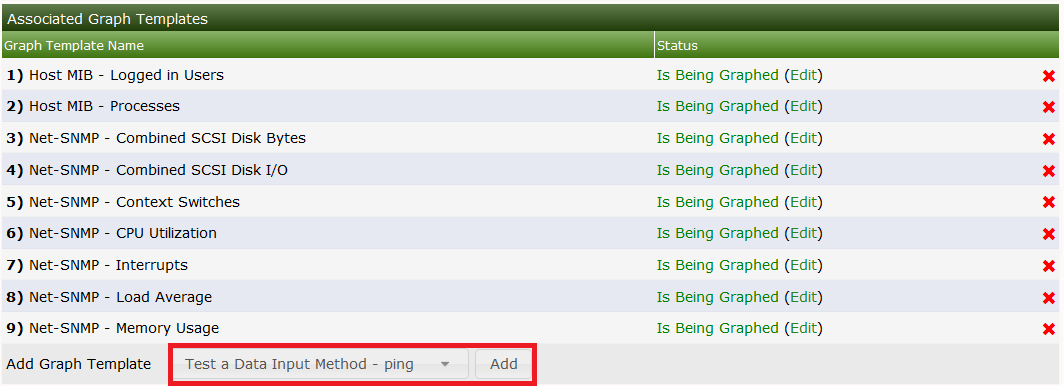 Associated Graph Templates
Graph Template Name Status
1) Host MIB - Logged in Users Is Being Graphed (Edit)
2) Host MIB - Processes Is Being Graphed (Edit)
3) Net-SNMP - Combined SCSI Disk Bytes Is Being Graphed (Edit)
4) Net-SNMP - Combined SCSI Disk I/O Is Being Graphed (Edit)
5) Net-SNMP - Context Switches Is Being Graphed (Edit)
6) Net-SNMP - CPU Utilization Is Being Graphed (Edit)
7) Net-SNMP - Interrupts Is Being Graphed (Edit)
8) Net-SNMP - Load Average Is Being Graphed (Edit)
9) Net-SNMP - Memory Usage Is Being Graphed (Edit)
Add Graph Template Test a Data Input Method - ping Add